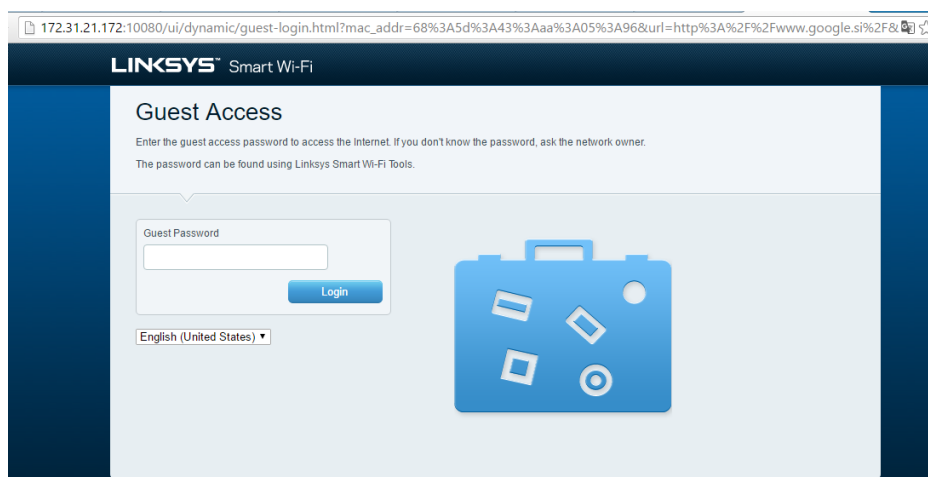 172.31.21.172:10080/ui/dynamic/guest-login.html?mac_addr=68%3A5d%3A43%3Aaa%3A05%3A96&url=http%3A%2F%2Fwww.google.si%2F&
LINKSYS™ Smart Wi-Fi
Guest Access
Enter the guest access password to access the Internet. If you don't know the password, ask the network owner.
The password can be found using Linksys Smart Wi-Fi Tools.
Guest Password
Login
English (United States)